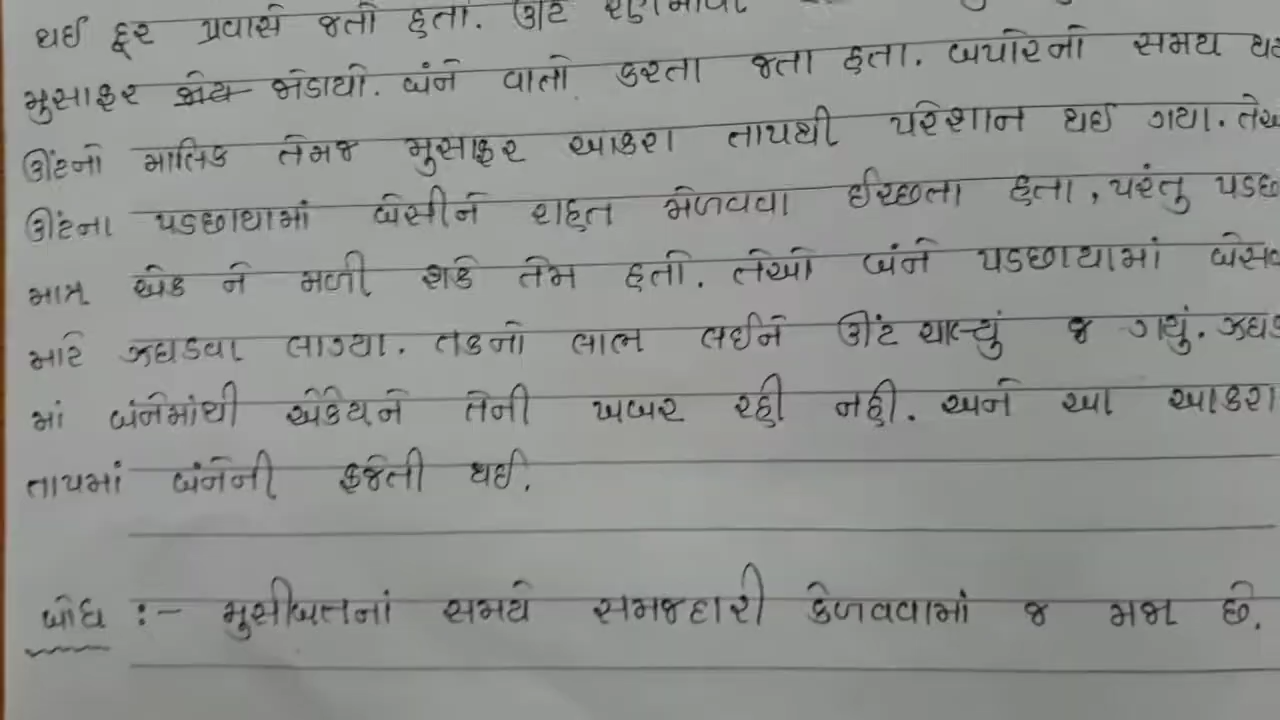 થઈ દૂર પ્રવાસે જતો હતો. ઊંટ
મુસાફર જોડાયો. બંને વાતો કરતા જતા હતા. બપોરનો સમય
ઊંટનો માલિક તેમજ મુસાફર આકરા તાપથી પરેશાન થઈ ગયા.
ઊંટના પડછાયામાં બેસીને રાહત મેળવવા ઈચ્છતા હતા, પરંતુ
માત્ર એક ને મળી શકે તેમ હતો. તેઓ બંને પડછાયામાં
માટે ઝઘડવા લાગ્યા. તકનો લાભ લઈને ઊંટ ચાલ્યું જ ગયું.
માં બંનેમાંથી એકેયને તેની ખબર રહી નહી. અને આ આકરા
તાપમાં બંનેની ફજેતી થઈ.
બોધ :- મુસીબતનાં સમયે સમજદારી કેળવવામાં જ મજા છે.